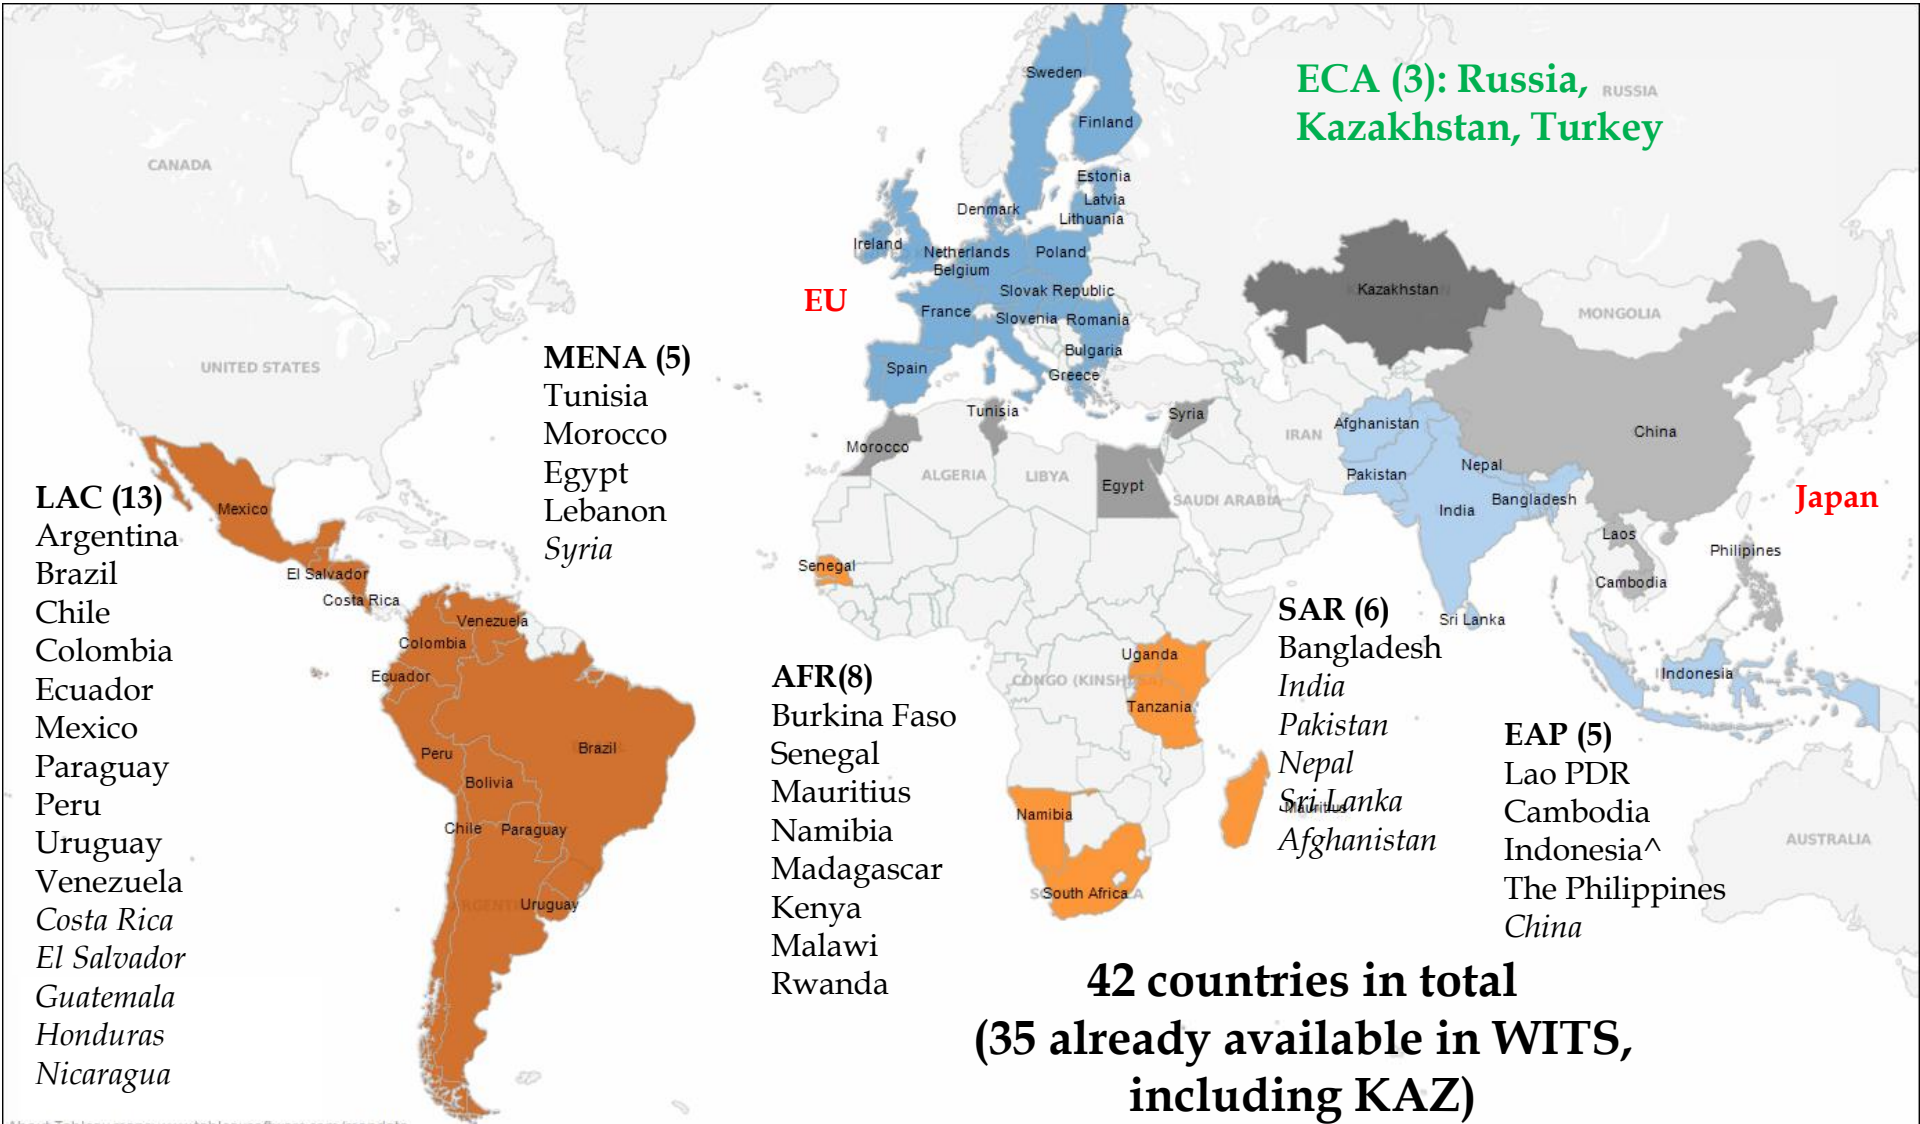 ECA (3): Russia,
Kazakhstan, Turkey
RUSSIA
CANADA
UNITED STATES
MONGOLIA
IRAN
ALGERIA
LIBYA
SAUDI ARABIA
AUSTRALIA
Sweden
Finland
Estonia
Latvia
Lithuania
Denmark
Ireland
Netherlands
Belgium
Poland
Slovak Republic
France
Slovenia
Romania
Bulgaria
Spain
Greece
EU
Kazakhstan
China
Japan
Tunisia
Morocco
Syria
Egypt
Afghanistan
Pakistan
Nepal
Bangladesh
India
Sri Lanka
Laos
Cambodia
Philipines
Indonesia
Senegal
Uganda
CONGO (KINSH
Tanzania
Namibia
South Africa
Mauritius
Mexico
El Salvador
Costa Rica
Venezuela
Colombia
Ecuador
Peru
Brazil
Bolivia
Chile
Paraguay
Uruguay
LAC (13)
Argentina
Brazil
Chile
Colombia
Ecuador
Mexico
Paraguay
Peru
Uruguay
Venezuela
Costa Rica
El Salvador
Guatemala
Honduras
Nicaragua
MENA (5)
Tunisia
Morocco
Egypt
Lebanon
Syria
AFR(8)
Burkina Faso
Senegal
Mauritius
Namibia
Madagascar
Kenya
Malawi
Rwanda
SAR (6)
Bangladesh
India
Pakistan
Nepal
Sri Lanka
Afghanistan
EAP (5)
Lao PDR
Cambodia
Indonesia^
The Philippines
China
42 countries in total
(35 already available in WITS,
including KAZ)